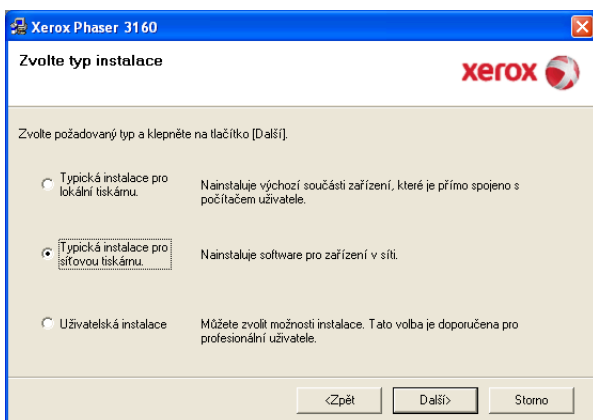 Xerox Phaser 3160
Zvolte typ instalace
xerox
Zvolte požadovaný typ a klepněte na tlačítko [Další].
Typická instalace pro
lokální tiskárnu.
Nainstaluje výchozí součásti zařízení, které je přímo spojeno s
počítačem uživatele.
Typická instalace pro
síťovou tiskárnu.
Nainstaluje software pro zařízení v síti.
Uživatelská instalace
Můžete zvolit možnosti instalace. Tato volba je doporučena pro
profesionální uživatele.
<Zpět
Další>
Storno